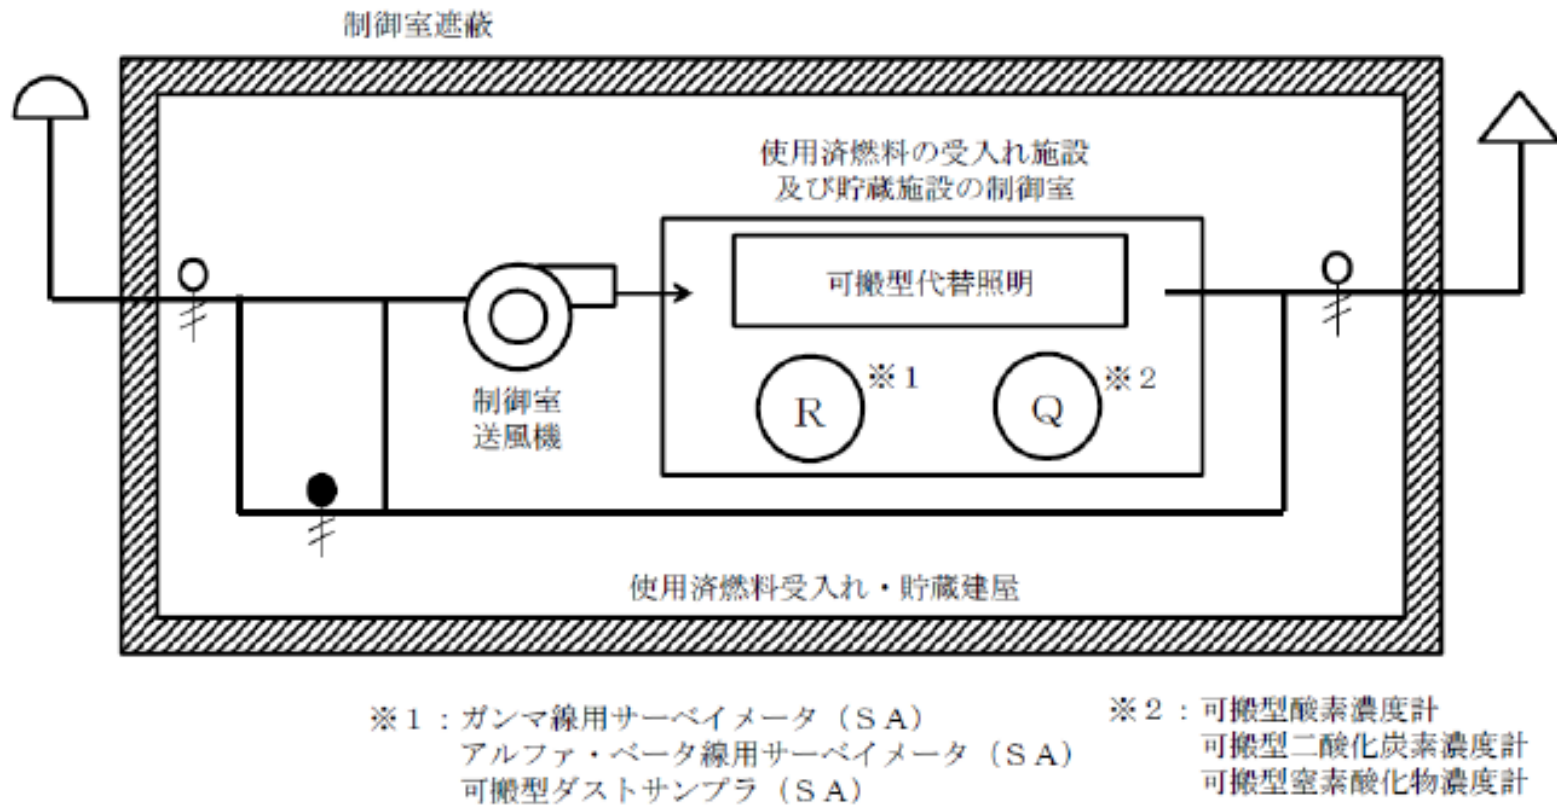 制御室遮蔽
使用済燃料の受入れ施設
及び貯蔵施設の制御室
可搬型代替照明
制御室
送風機
R
※1
Q
※2
使用済燃料受入れ・貯蔵建屋
※1：ガンマ線用サーベイメータ（ＳＡ）
アルファ・ベータ線用サーベイメータ（ＳＡ）
可搬型ダストサンプラ（ＳＡ）
※2：可搬型酸素濃度計
可搬型二酸化炭素濃度計
可搬型窒素酸化物濃度計